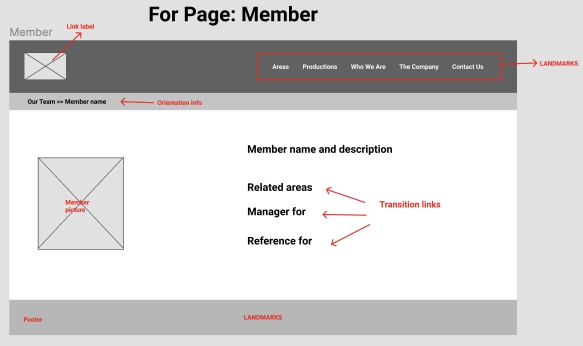 For Page: Member
Member
Link label
Areas
Productions
Who We Are
The Company
Contact Us
LANDMARKS
Our Team >> Member name
Orientation info
Member name and description
Member
picture
Related areas
Transition links
Manager for
Reference for
Footer
LANDMARKS